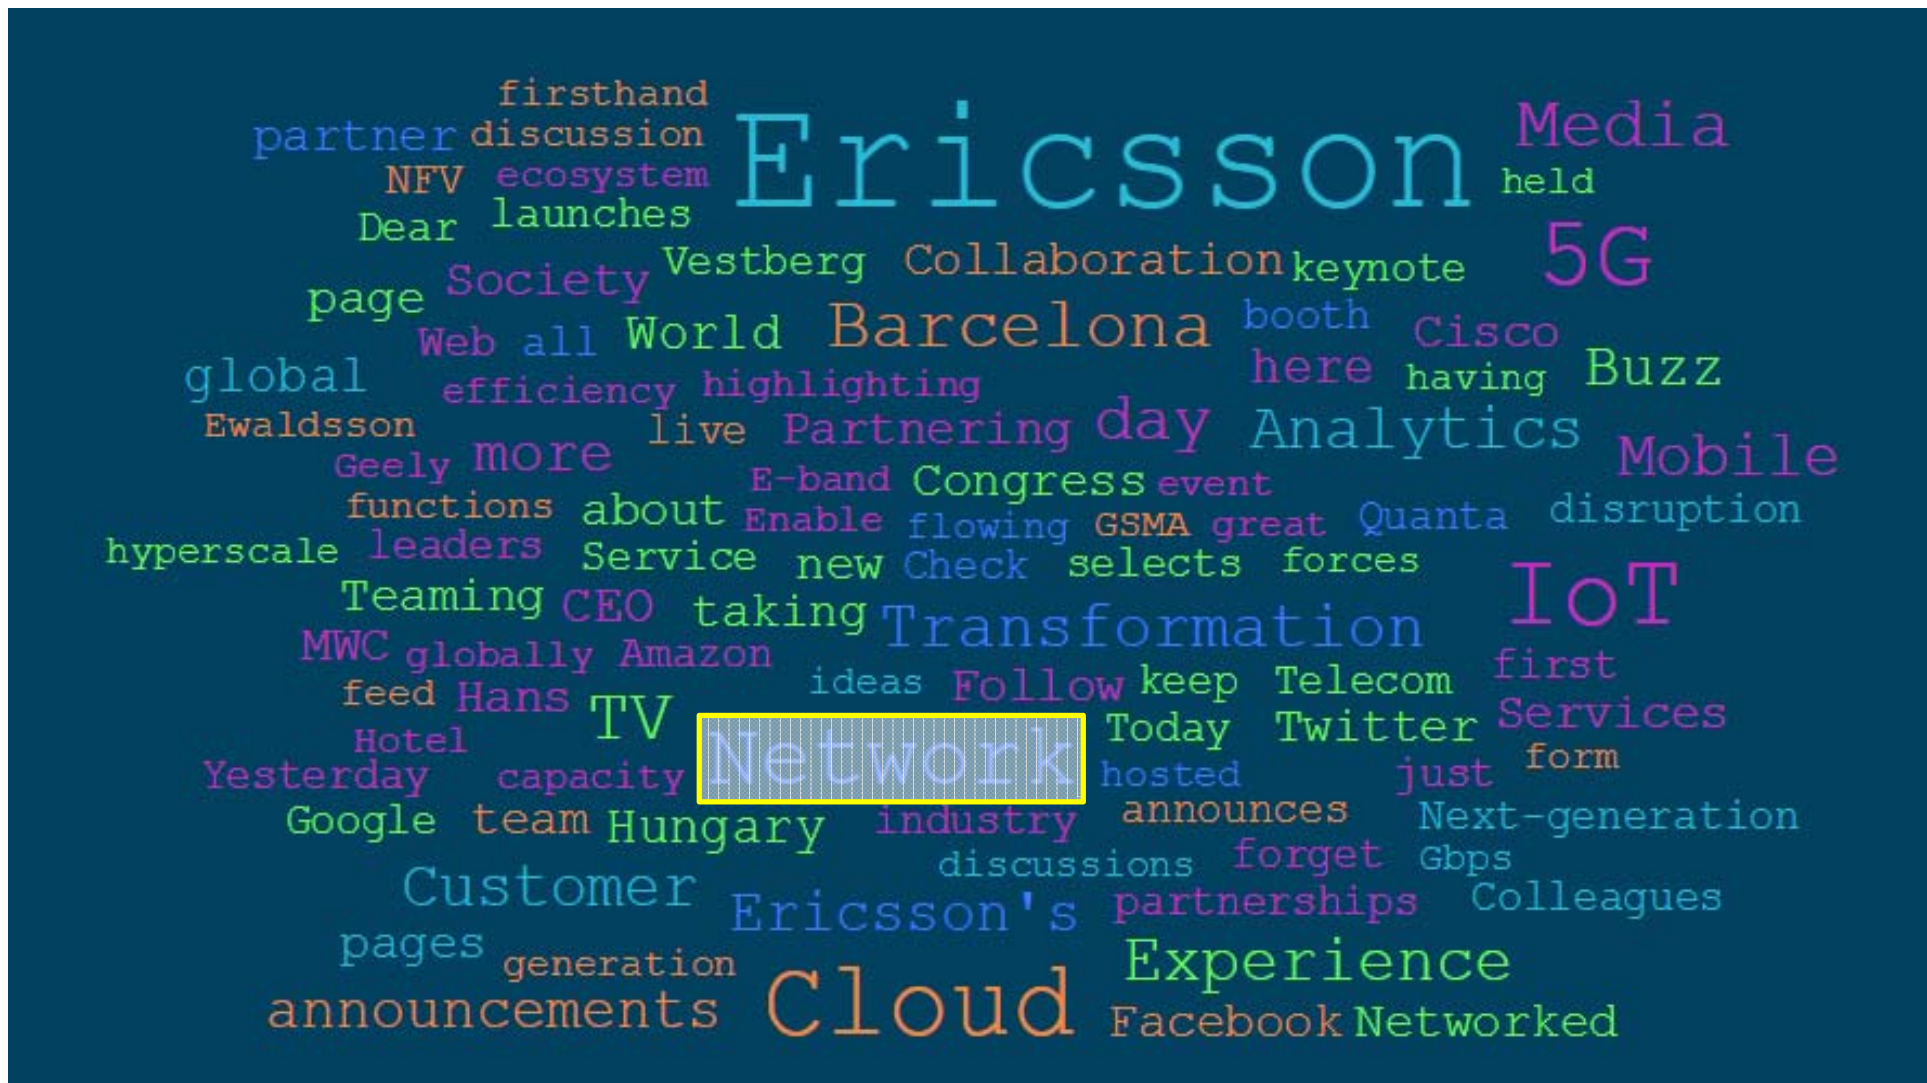 firsthand
partner discussion Ericsson Media
NFV ecosystem held
Dear launches
Vestberg Collaboration keynote 5G
page Society
Web all World Barcelona booth Cisco
global efficiency highlighting here having Buzz
Ewaldsson live Partnering day Analytics
Geely more E-band Congress event Mobile
functions about Enable flowing GSMA great Quanta disruption
hyperscale leaders Service new Check selects forces
Teaming CEO taking Transformation IoT
MWC globally Amazon
feed Hans TV ideas Follow keep Telecom first
Hotel Network Today Twitter Services
Yesterday capacity hosted just form
Google team Hungary industry announces Next-generation
discussions forget Gbps
Customer Ericsson's partnerships Colleagues
pages generation Experience
announcements Cloud Facebook Networked